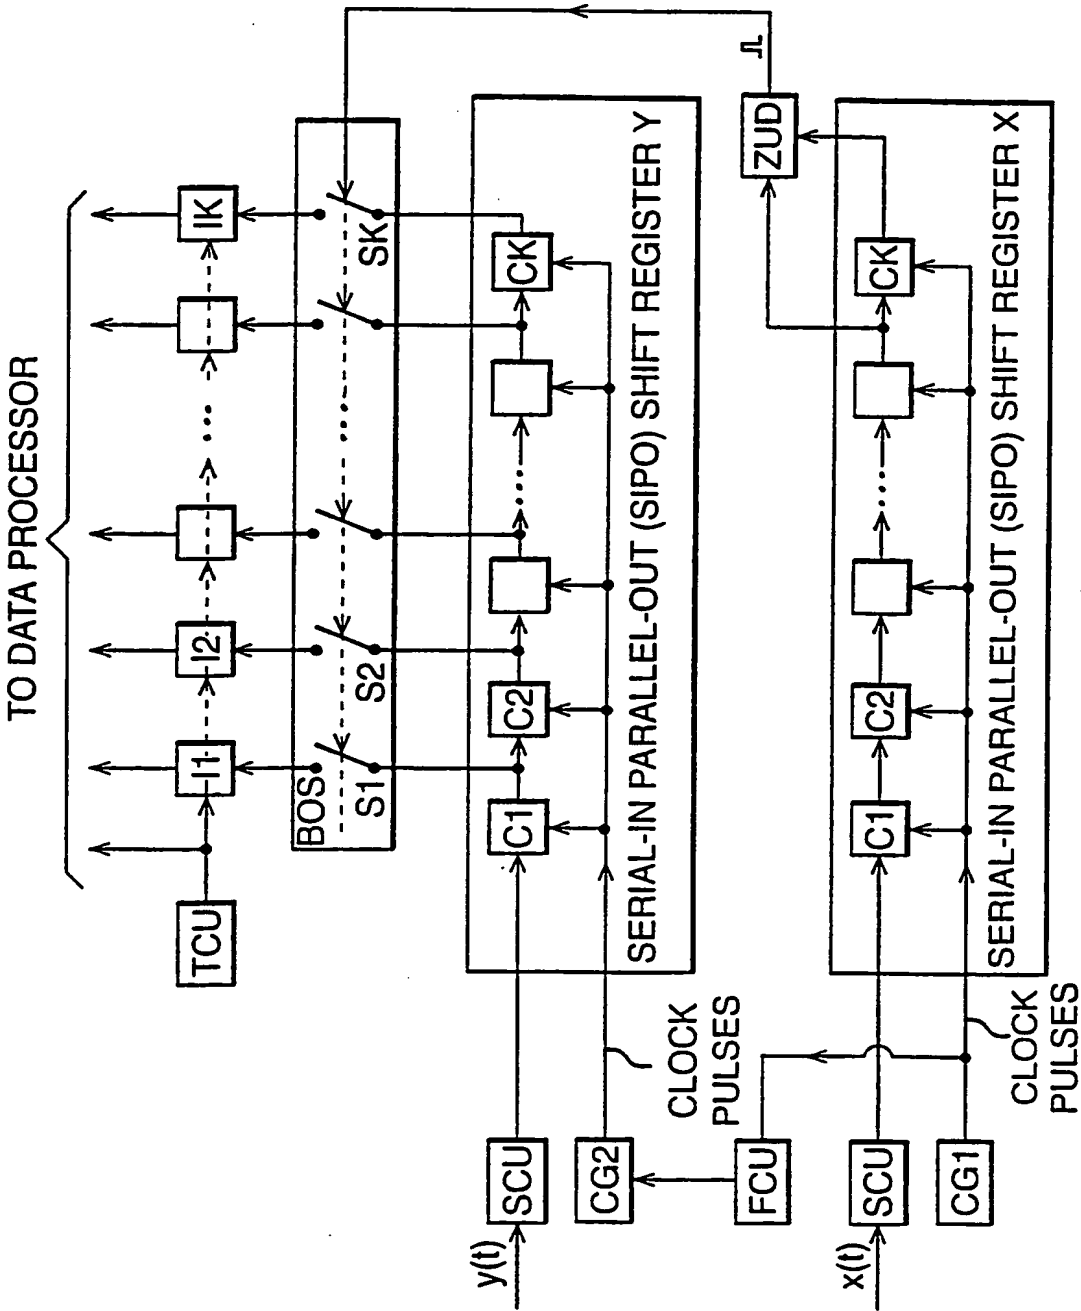 TO DATA PROCESSOR
TCU
I1
I2
IK
BOS
S1
S2
SK
y(t)
SCU
C1
C2
CK
SERIAL-IN PARALLEL-OUT (SIPO) SHIFT REGISTER Y
CG2
CLOCK
PULSES
FCU
ZUD
x(t)
SCU
C1
C2
CK
SERIAL-IN PARALLEL-OUT (SIPO) SHIFT REGISTER X
CG1
CLOCK
PULSES